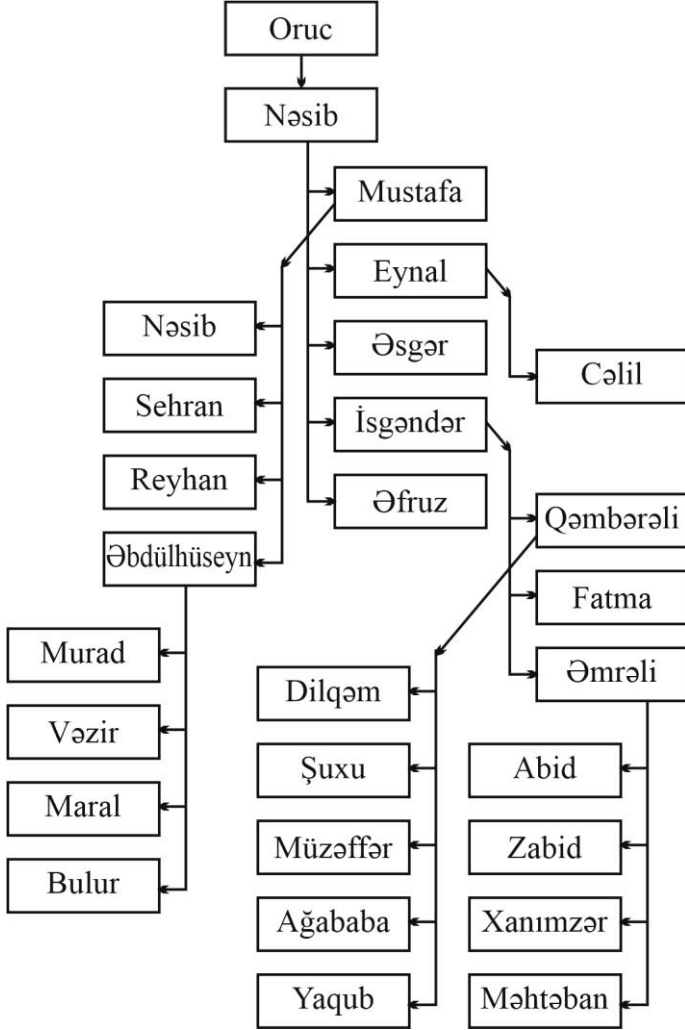 Oruc
Nəsib
Mustafa
Eynal
Nəsib
Əsgər
Cəlil
Sehran
İsgəndər
Reyhan
Əfruz
Qəmbərəli
Əbdülhüseyn
Fatma
Murad
Dilqəm
Əmrəli
Vəzir
Şuxu
Abid
Maral
Müzəffər
Zabid
Bulur
Ağababa
Xanımzər
Yaqub
Məhtəban